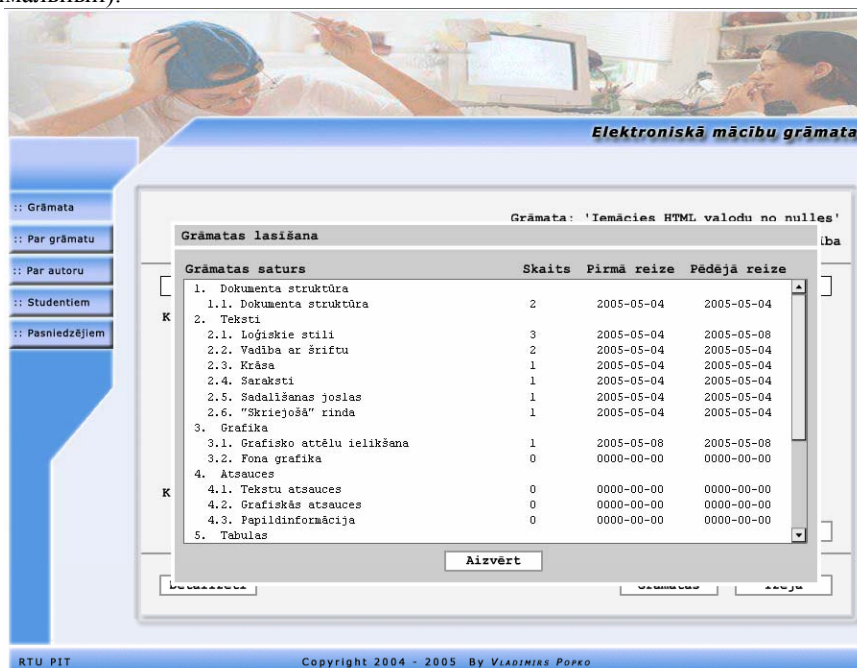 Elektroniskā mācību grāmata
:: Grāmata
:: Par grāmatu
:: Par autoru
:: Studentiem
:: Pasniedzējiem
Grāmata: 'Iemācies HTML valodu no nulles'
Grāmatas lasīšana
Grāmatas saturs Skaits Pirmā reize Pēdējā reize
1. Dokumenta struktūra
1.1. Dokumenta struktūra 2 2005-05-04 2005-05-04
2. Teksti
2.1. Loģiskie stili 3 2005-05-04 2005-05-08
2.2. Vadība ar šriftu 2 2005-05-04 2005-05-04
2.3. Krāsa 1 2005-05-04 2005-05-04
2.4. Saraksti 1 2005-05-04 2005-05-04
2.5. Sadalīšanas joslas 1 2005-05-04 2005-05-04
2.6. "Skriejošā" rinda 1 2005-05-04 2005-05-04
3. Grafika
3.1. Grafisko attēlu ielikšana 1 2005-05-08 2005-05-08
3.2. Fona grafika 0 0000-00-00 0000-00-00
4. Atsauces
4.1. Tekstu atsauces 0 0000-00-00 0000-00-00
4.2. Grafiskās atsauces 0 0000-00-00 0000-00-00
4.3. Papildinformācija 0 0000-00-00 0000-00-00
5. Tabulas
Aizvērt
RTU PIT Copyright 2004 - 2005 By Vladimirs Popko